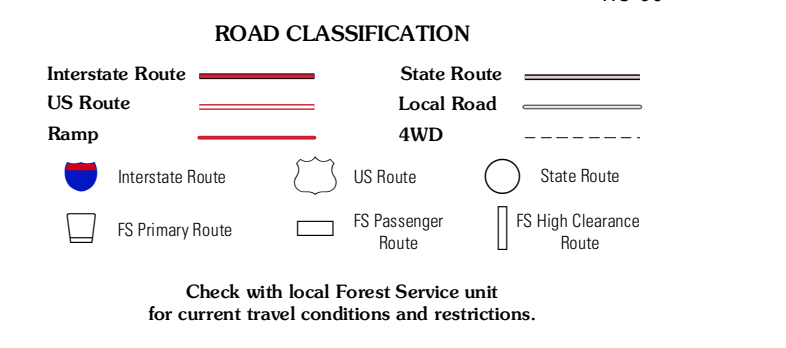 ROAD CLASSIFICATION
Interstate Route State Route
US Route Local Road
Ramp 4WD
Interstate Route US Route State Route
FS Primary Route FS Passenger Route FS High Clearance Route
Check with local Forest Service unit
for current travel conditions and restrictions.